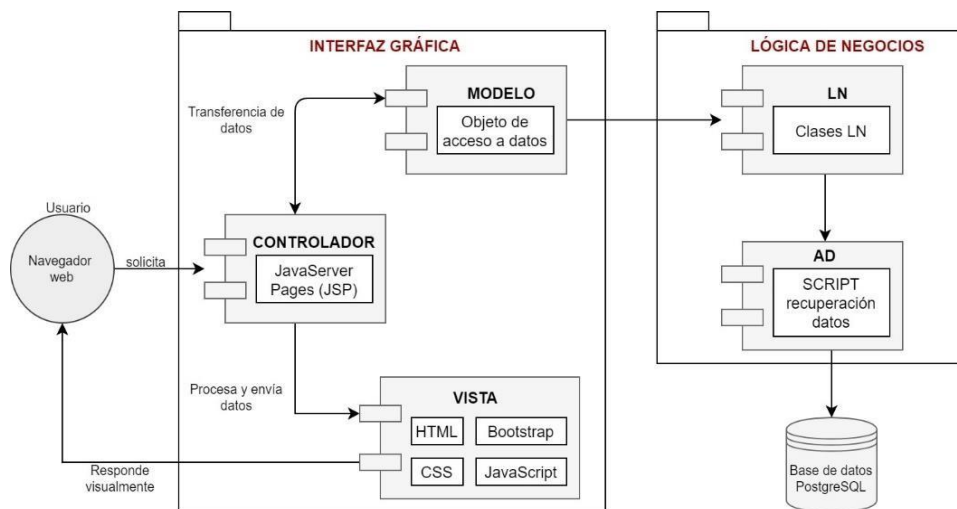 INTERFAZ GRÁFICA
LÓGICA DE NEGOCIOS
MODELO
Objeto de
acceso a datos
LN
Clases LN
Transferencia de
datos
Usuario
Navegador
web
solicita
CONTROLADOR
JavaServer
Pages (JSP)
AD
SCRIPT
recuperación
datos
Procesa y envía
datos
VISTA
HTML
Bootstrap
CSS
JavaScript
Responde
visualmente
Base de datos
PostgreSQL